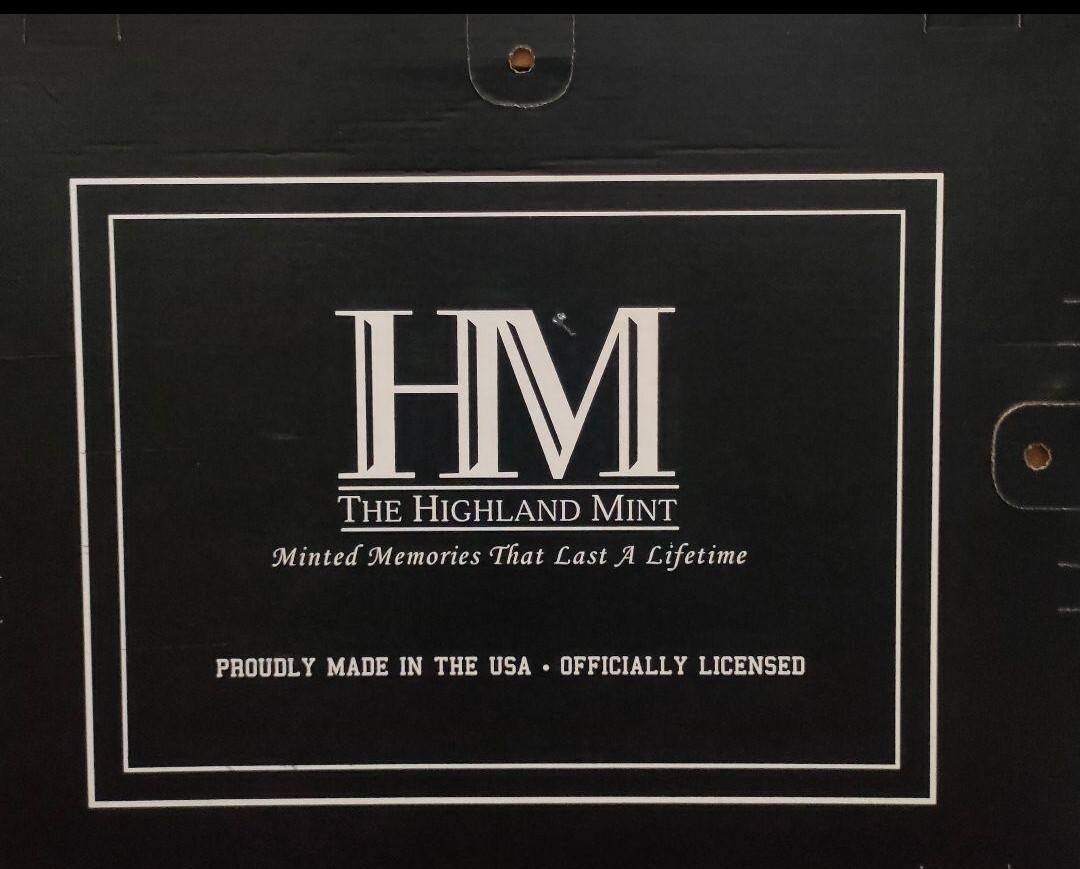 HM
THE HIGHLAND MINT
Minted Memories That Last A Lifetime
PROUDLY MADE IN THE USA • OFFICIALLY LICENSED